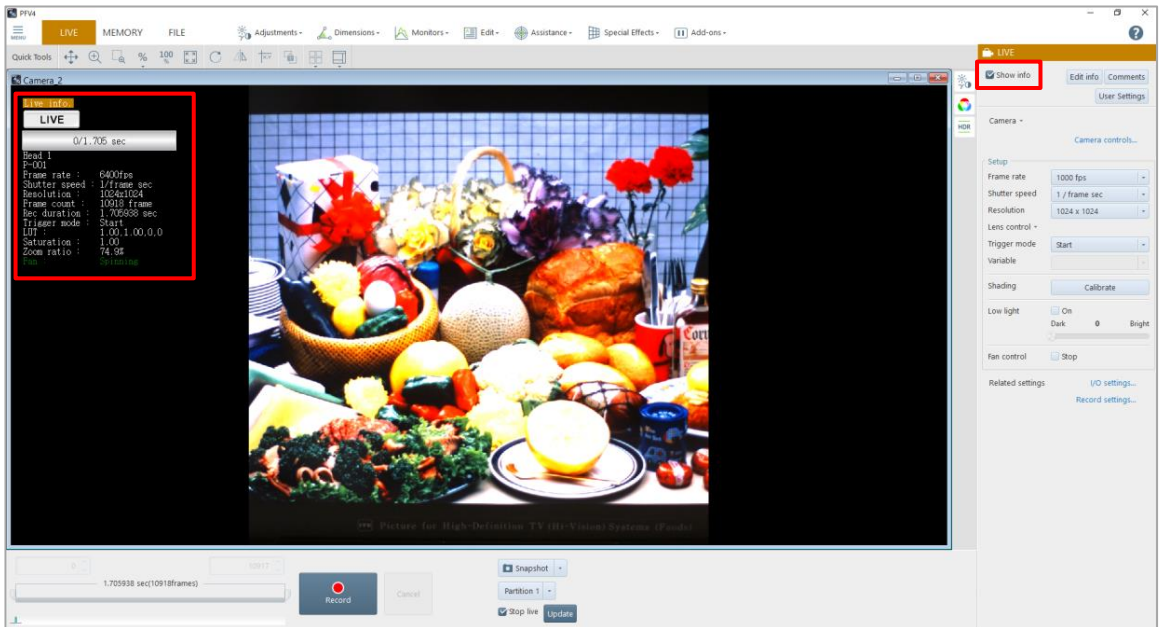 PFV4
MENU
LIVE MEMORY FILE Adjustments Dimensions Monitors Edit Assistance Special Effects Add-ons
Quick Tools % 100 %
Camera_2
Live info.
LIVE
0/1.705 sec
Head 1
P-001
Frame rate : 6400fps
Shutter speed : 1/frame sec
Resolution : 1024x1024
Frame count : 10918 frame
Rec duration : 1.705938 sec
Trigger mode : Start
LUT : 1.00,1.00,0,0
Saturation : 1.00
Zoom ratio : 74.9%
Fan : Spinning
Picture for High-Definition TV (Hi-Vision) Systems (Foods)
HDR
LIVE
Show info Edit info Comments
User Settings
Camera
Camera controls...
Setup
Frame rate 1000 fps
Shutter speed 1 / frame sec
Resolution 1024 x 1024
Lens control
Trigger mode Start
Variable
Shading Calibrate
Low light On
Dark 0 Bright
Fan control Stop
Related settings I/O settings...
Record settings...
0 10917
1.705938 sec(10918frames)
Record Cancel
Snapshot
Partition 1
Stop live Update